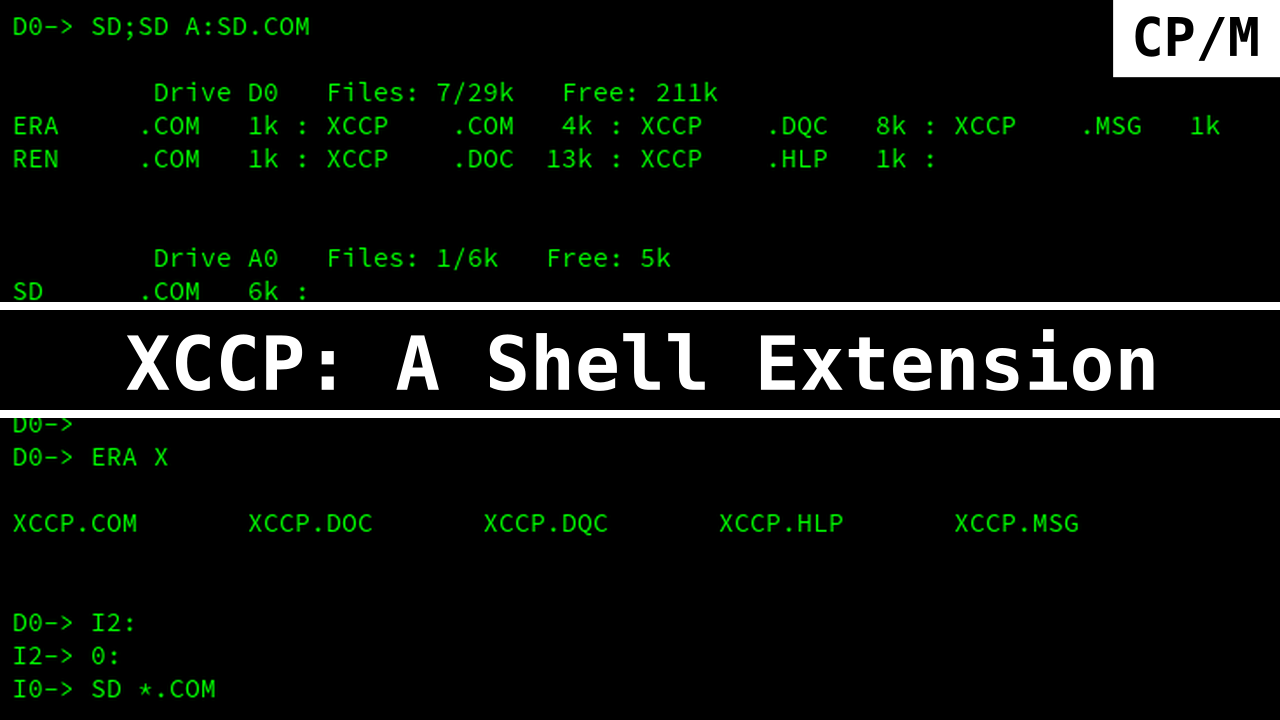 D0-> SD;SD A:SD.COM
CP/M
Drive D0   Files: 7/29k   Free: 211k
ERA     .COM   1k : XCCP    .COM   4k : XCCP    .DQC   8k : XCCP    .MSG   1k
REN     .COM   1k : XCCP    .DOC  13k : XCCP    .HLP   1k :
Drive A0   Files: 1/6k   Free: 5k
SD      .COM   6k :
XCCP: A Shell Extension
D0->
D0-> ERA X
XCCP.COM       XCCP.DOC       XCCP.DQC       XCCP.HLP       XCCP.MSG
D0-> I2:
I2-> 0:
I0-> SD *.COM